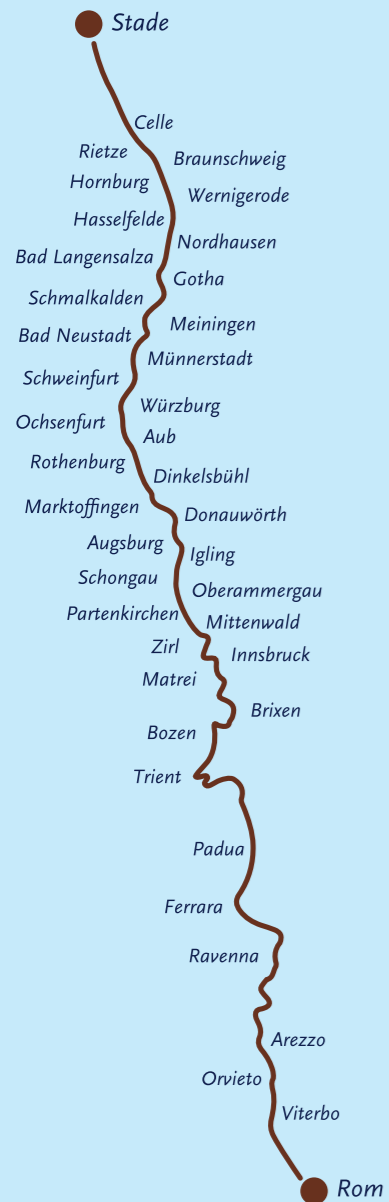 Stade
Celle
Rietze
Braunschweig
Hornburg
Wernigerode
Hasselfelde
Nordhausen
Bad Langensalza
Gotha
Schmalkalden
Meiningen
Bad Neustadt
Münnerstadt
Schweinfurt
Würzburg
Ochsenfurt
Aub
Rothenburg
Dinkelsbühl
Marktoffingen
Donauwörth
Augsburg
Igling
Schongau
Oberammergau
Partenkirchen
Mittenwald
Zirl
Innsbruck
Matrei
Brixen
Bozen
Trient
Padua
Ferrara
Ravenna
Arezzo
Orvieto
Viterbo
Rom